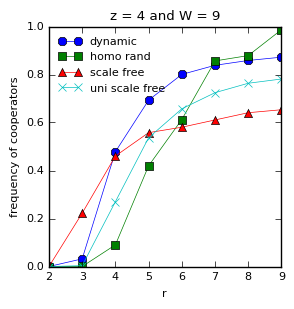 z = 4 and W = 9
dynamic
homo rand
scale free
uni scale free
frequency of cooperators
1.0
0.8
0.6
0.4
0.2
0.0
2 3 4 5 6 7 8 9
r